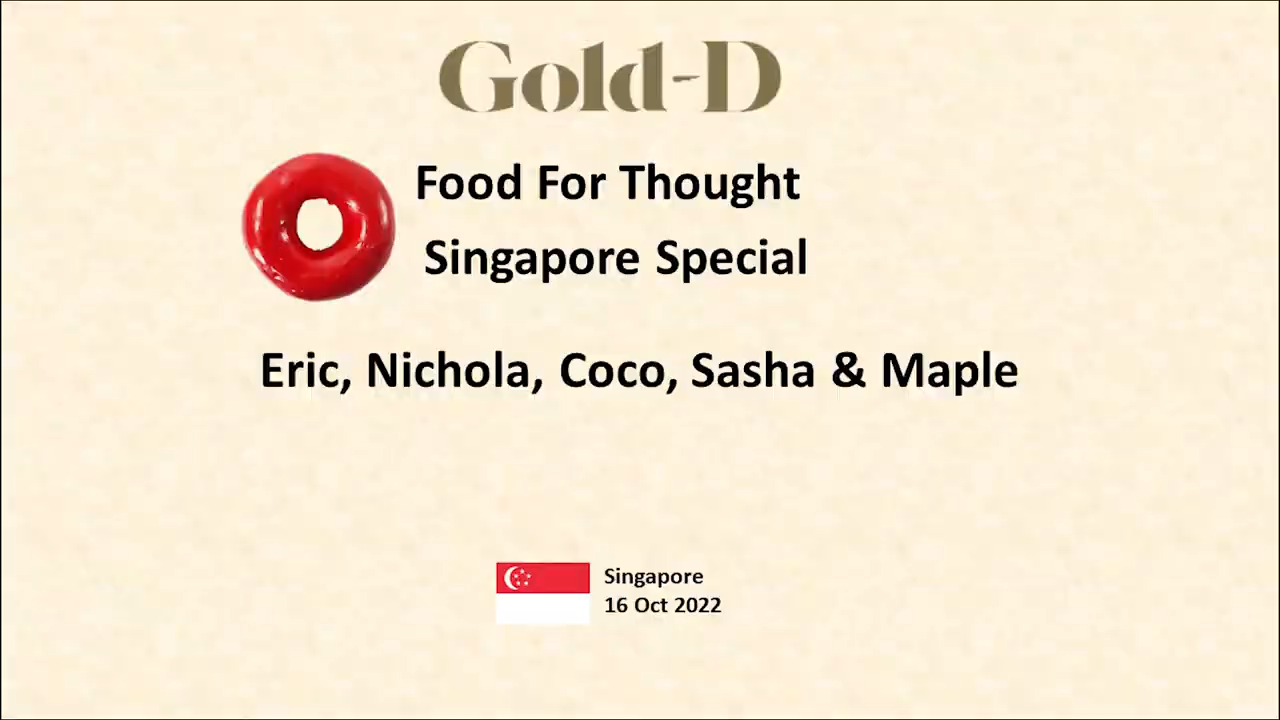 Gold-D
Food For Thought
Singapore Special
Eric, Nichola, Coco, Sasha & Maple
Singapore
16 Oct 2022